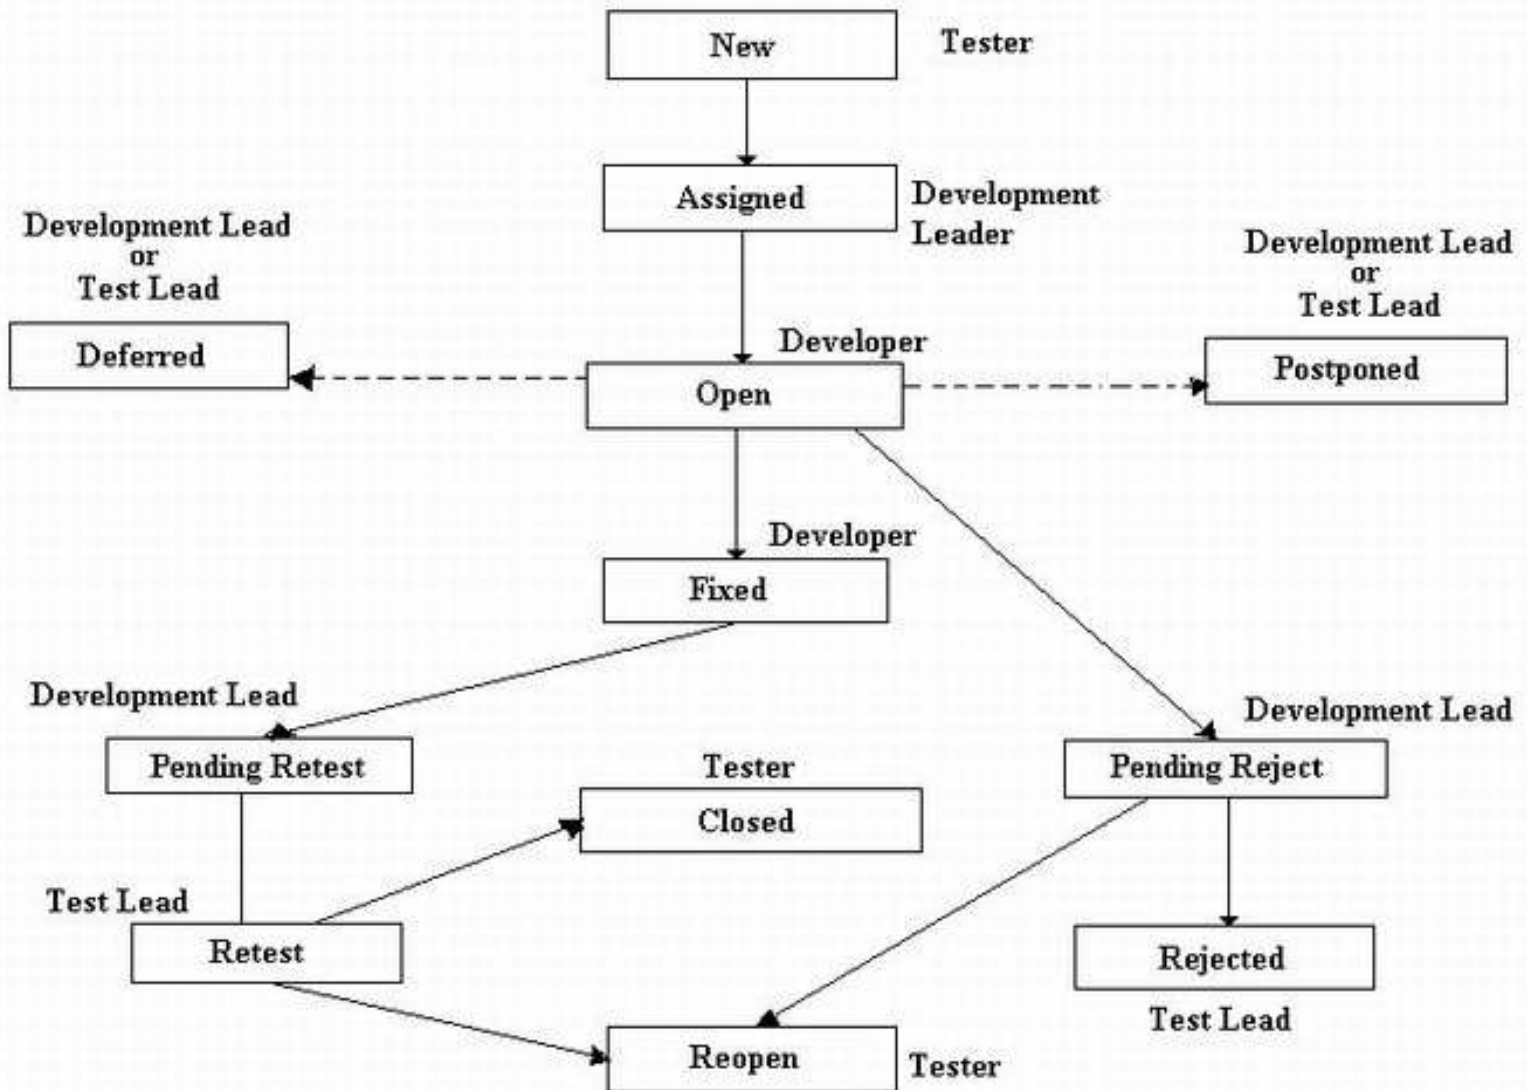 New
Tester
Assigned
Development
Leader
Development Lead
or
Test Lead
Deferred
Developer
Open
Development Lead
or
Test Lead
Postponed
Developer
Fixed
Development Lead
Pending Retest
Tester
Closed
Development Lead
Pending Reject
Test Lead
Retest
Rejected
Test Lead
Reopen
Tester